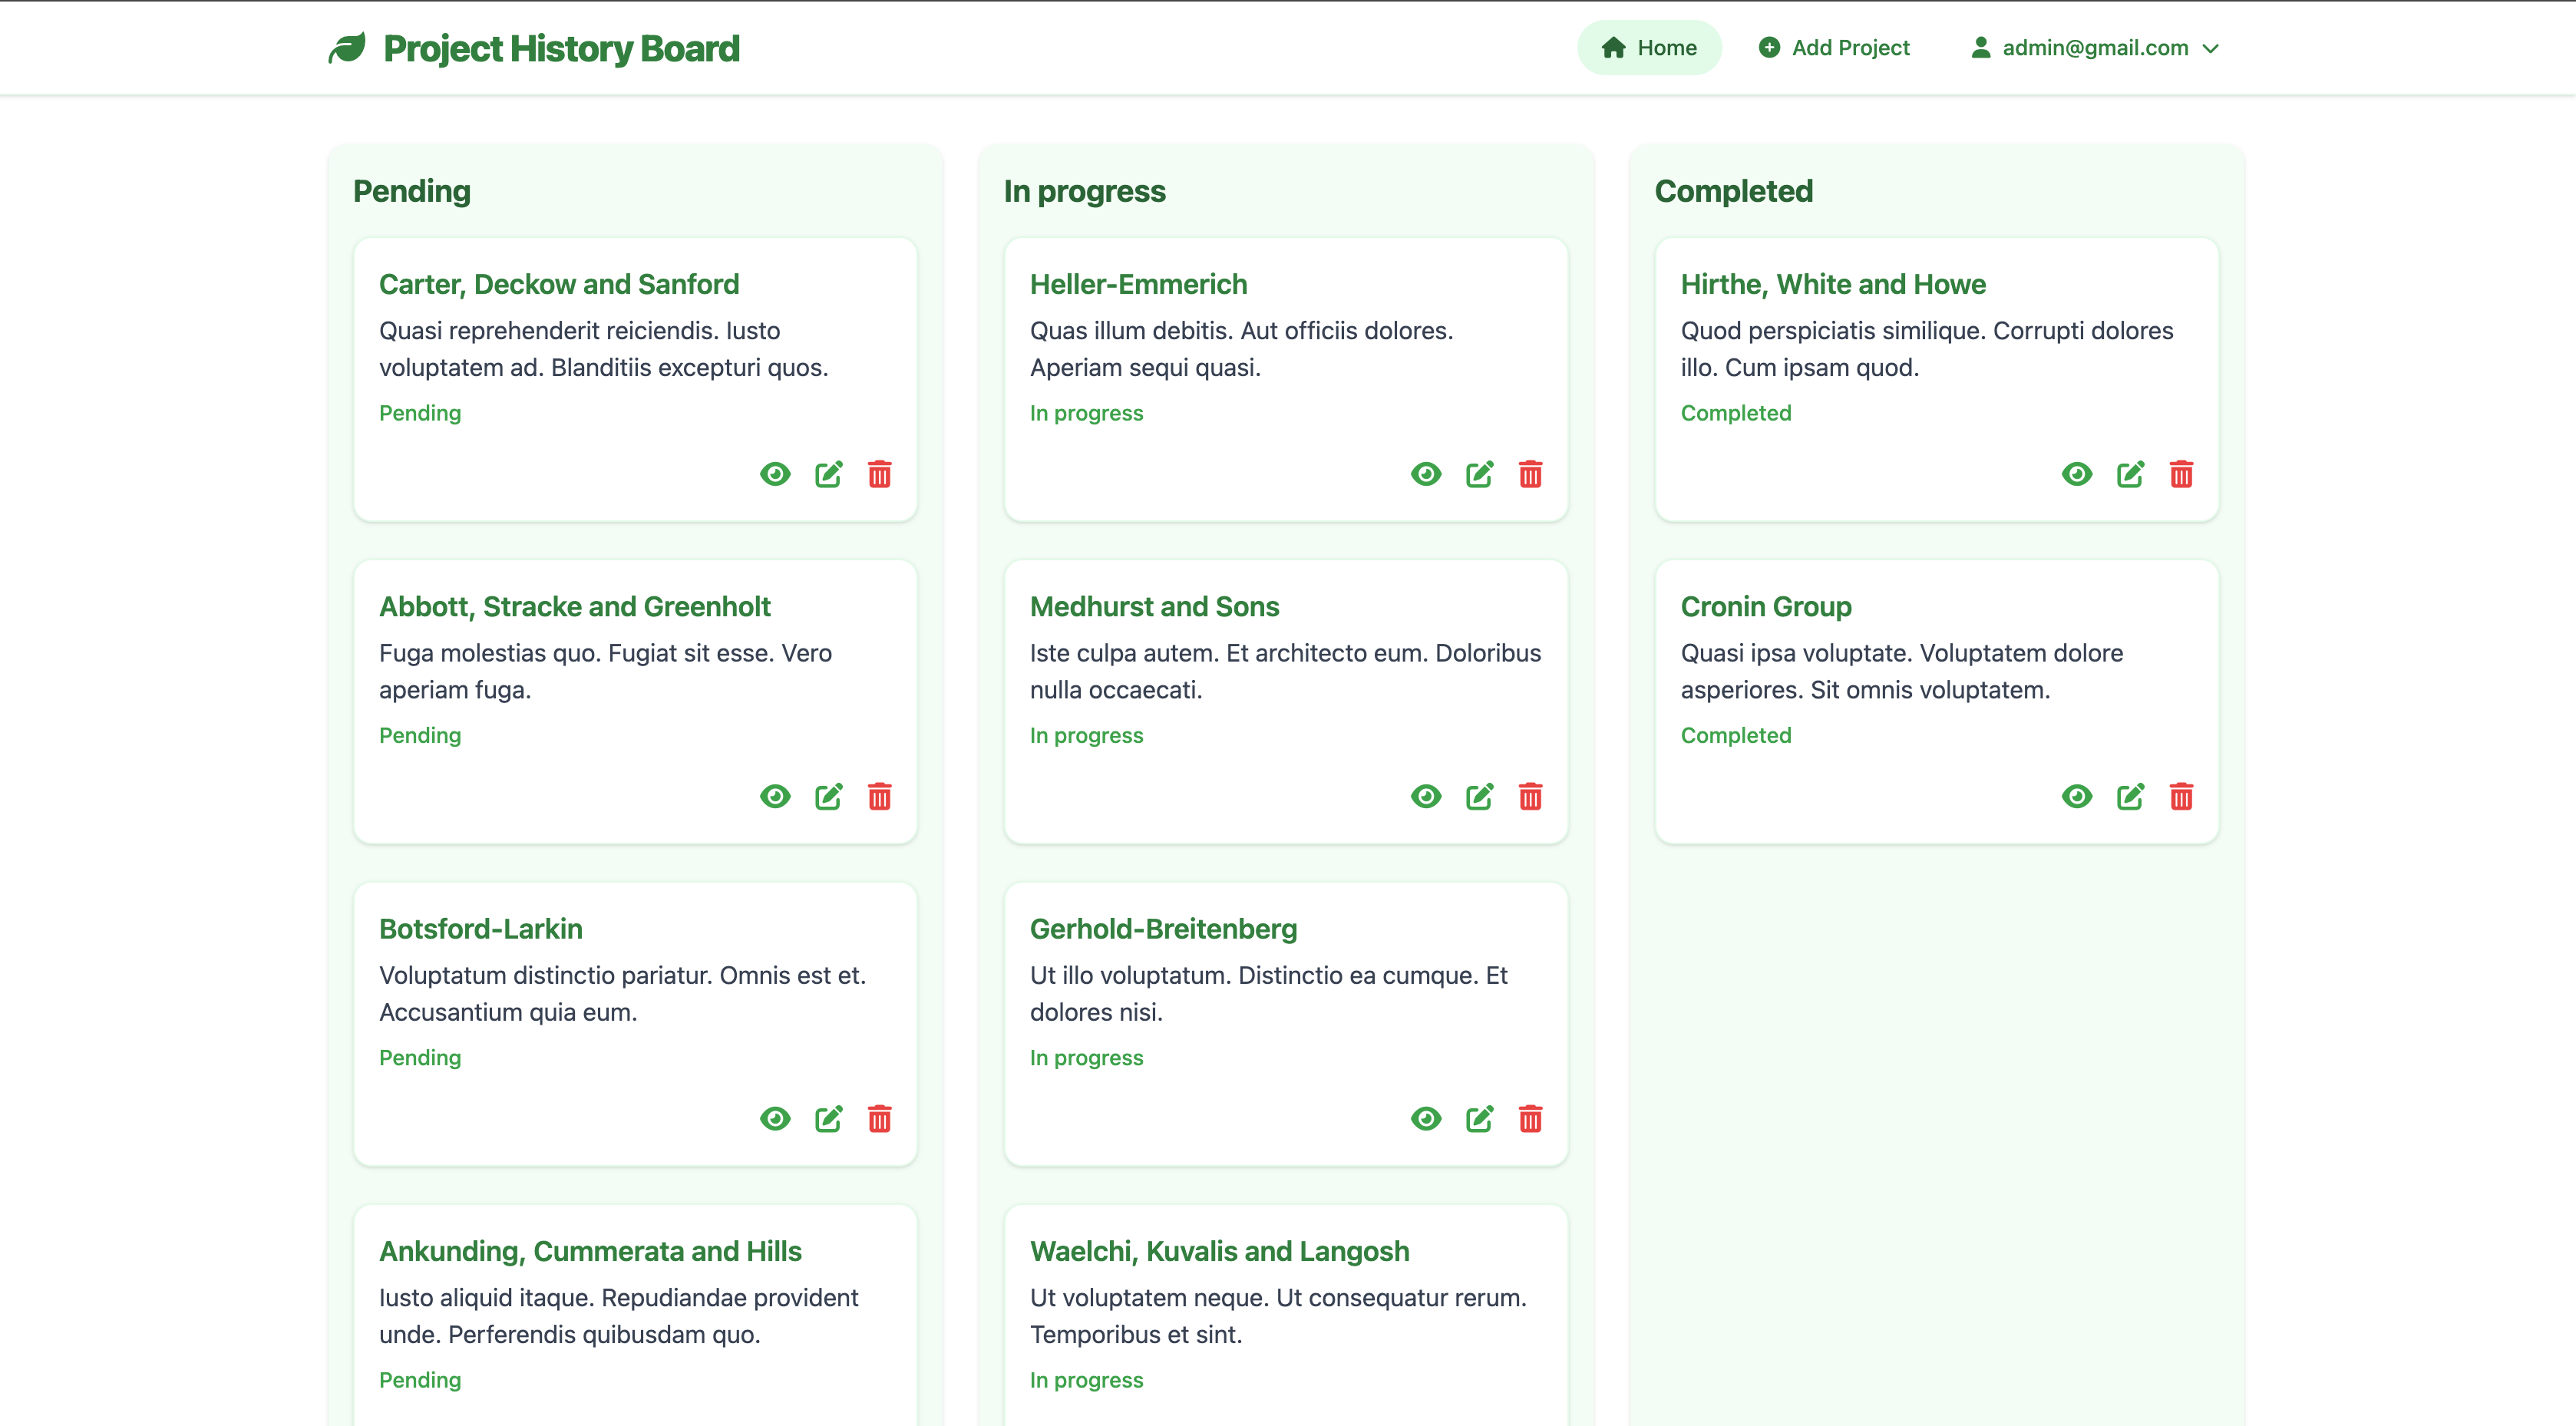 Project History Board
Home
Add Project
admin@gmail.com
Pending
Carter, Deckow and Sanford
Quasi reprehenderit reiciendis. Iusto
voluptatem ad. Blanditiis excepturi quos.
Pending
Abbott, Stracke and Greenholt
Fuga molestias quo. Fugiat sit esse. Vero
aperiam fuga.
Pending
Botsford-Larkin
Voluptatum distinctio pariatur. Omnis est et.
Accusantium quia eum.
Pending
Ankunding, Cummerata and Hills
Iusto aliquid itaque. Repudiandae provident
unde. Perferendis quibusdam quo.
Pending
In progress
Heller-Emmerich
Quas illum debitis. Aut officiis dolores.
Aperiam sequi quasi.
In progress
Medhurst and Sons
Iste culpa autem. Et architecto eum. Doloribus
nulla occaecati.
In progress
Gerhold-Breitenberg
Ut illo voluptatum. Distinctio ea cumque. Et
dolores nisi.
In progress
Waelchi, Kuvalis and Langosh
Ut voluptatem neque. Ut consequatur rerum.
Temporibus et sint.
In progress
Completed
Hirthe, White and Howe
Quod perspiciatis similique. Corrupti dolores
illo. Cum ipsam quod.
Completed
Cronin Group
Quasi ipsa voluptate. Voluptatem dolore
asperiores. Sit omnis voluptatem.
Completed